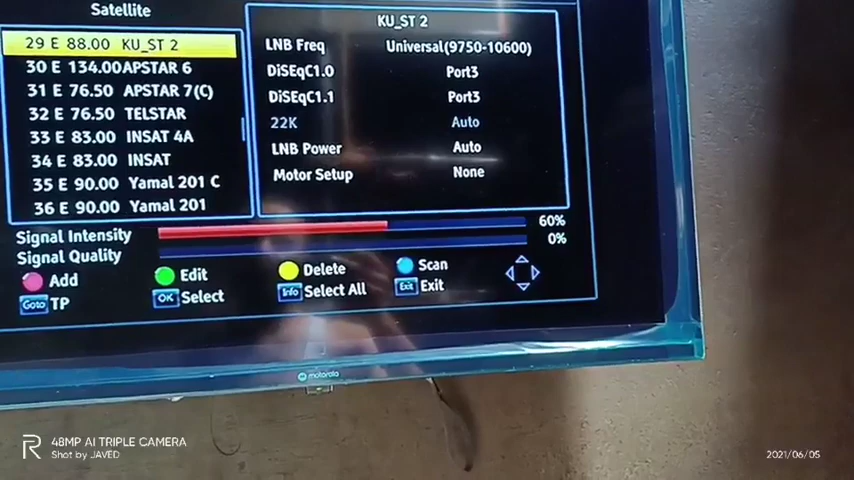 Satellite
29 E 88.00 KU_ST 2
30 E 134.00APSTAR 6
31 E 76.50 APSTAR 7(C)
32 E 76.50 TELSTAR
33 E 83.00 INSAT 4A
34 E 83.00 INSAT
35 E 90.00 Yamal 201 C
36 E 90.00 Yamal 201
KU_ST 2
LNB Freq Universal(9750-10600)
DiSEqC1.0 Port3
DiSEqC1.1 Port3
22K Auto
LNB Power Auto
Motor Setup None
Signal Intensity 60%
Signal Quality 0%
Add Edit Delete Scan
Goto TP OK Select Info Select All Exit Exit
motorola
R 48MP AI TRIPLE CAMERA
Shot by JAVED
2021/06/05